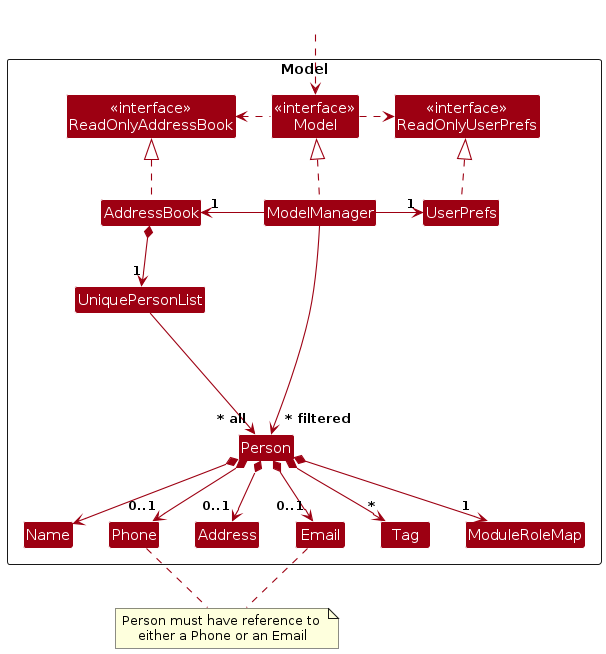 Model
«interface»
ReadOnlyAddressBook
«interface»
Model
«interface»
ReadOnlyUserPrefs
AddressBook
1
ModelManager
1
UserPrefs
1
UniquePersonList
* all
* filtered
Person
0..1
0..1
0..1
*
1
Name
Phone
Address
Email
Tag
ModuleRoleMap
Person must have reference to
either a Phone or an Email